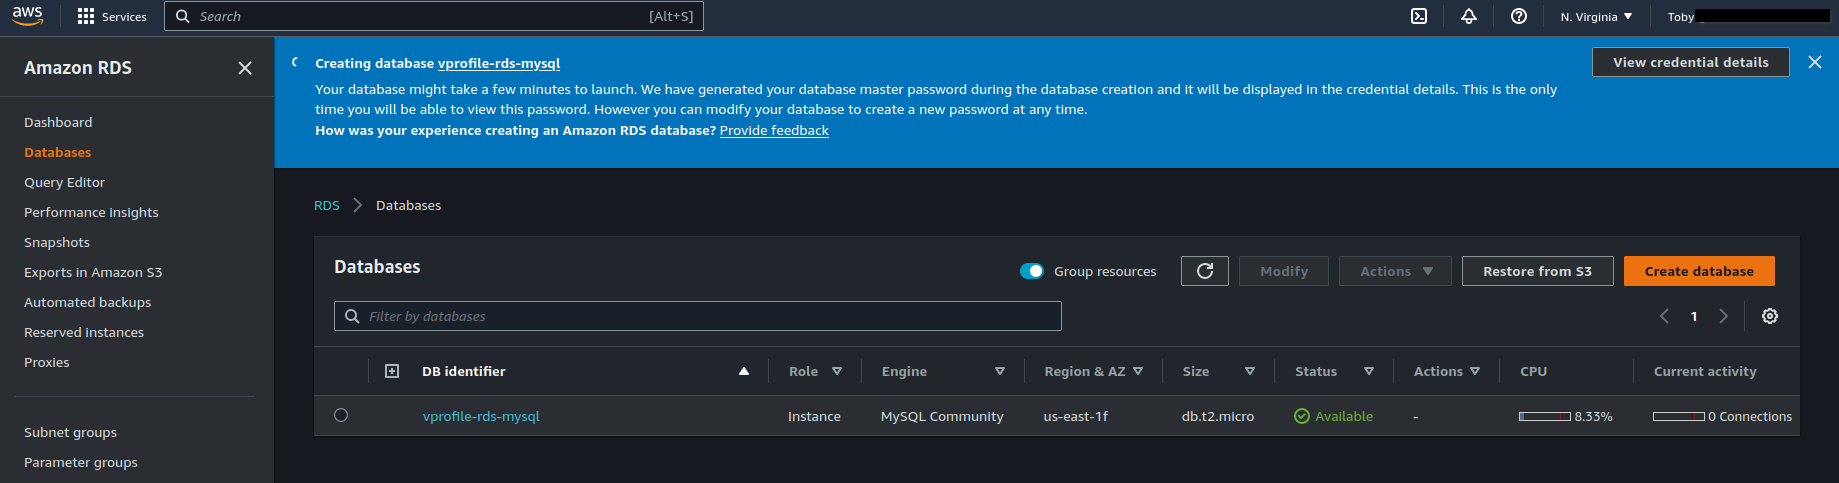 aws Services Search [Alt+S] N. Virginia Toby
Amazon RDS
Dashboard
Databases
Query Editor
Performance insights
Snapshots
Exports in Amazon S3
Automated backups
Reserved instances
Proxies
Subnet groups
Parameter groups
Creating database vprofile-rds-mysql
View credential details
Your database might take a few minutes to launch. We have generated your database master password during the database creation and it will be displayed in the credential details. This is the only
time you will be able to view this password. However you can modify your database to create a new password at any time.
How was your experience creating an Amazon RDS database? Provide feedback
RDS Databases
Databases
Group resources Modify Actions Restore from S3 Create database
Filter by databases 1
DB identifier Role Engine Region & AZ Size Status Actions CPU Current activity
vprofile-rds-mysql Instance MySQL Community us-east-1f db.t2.micro Available - 8.33% 0 Connections